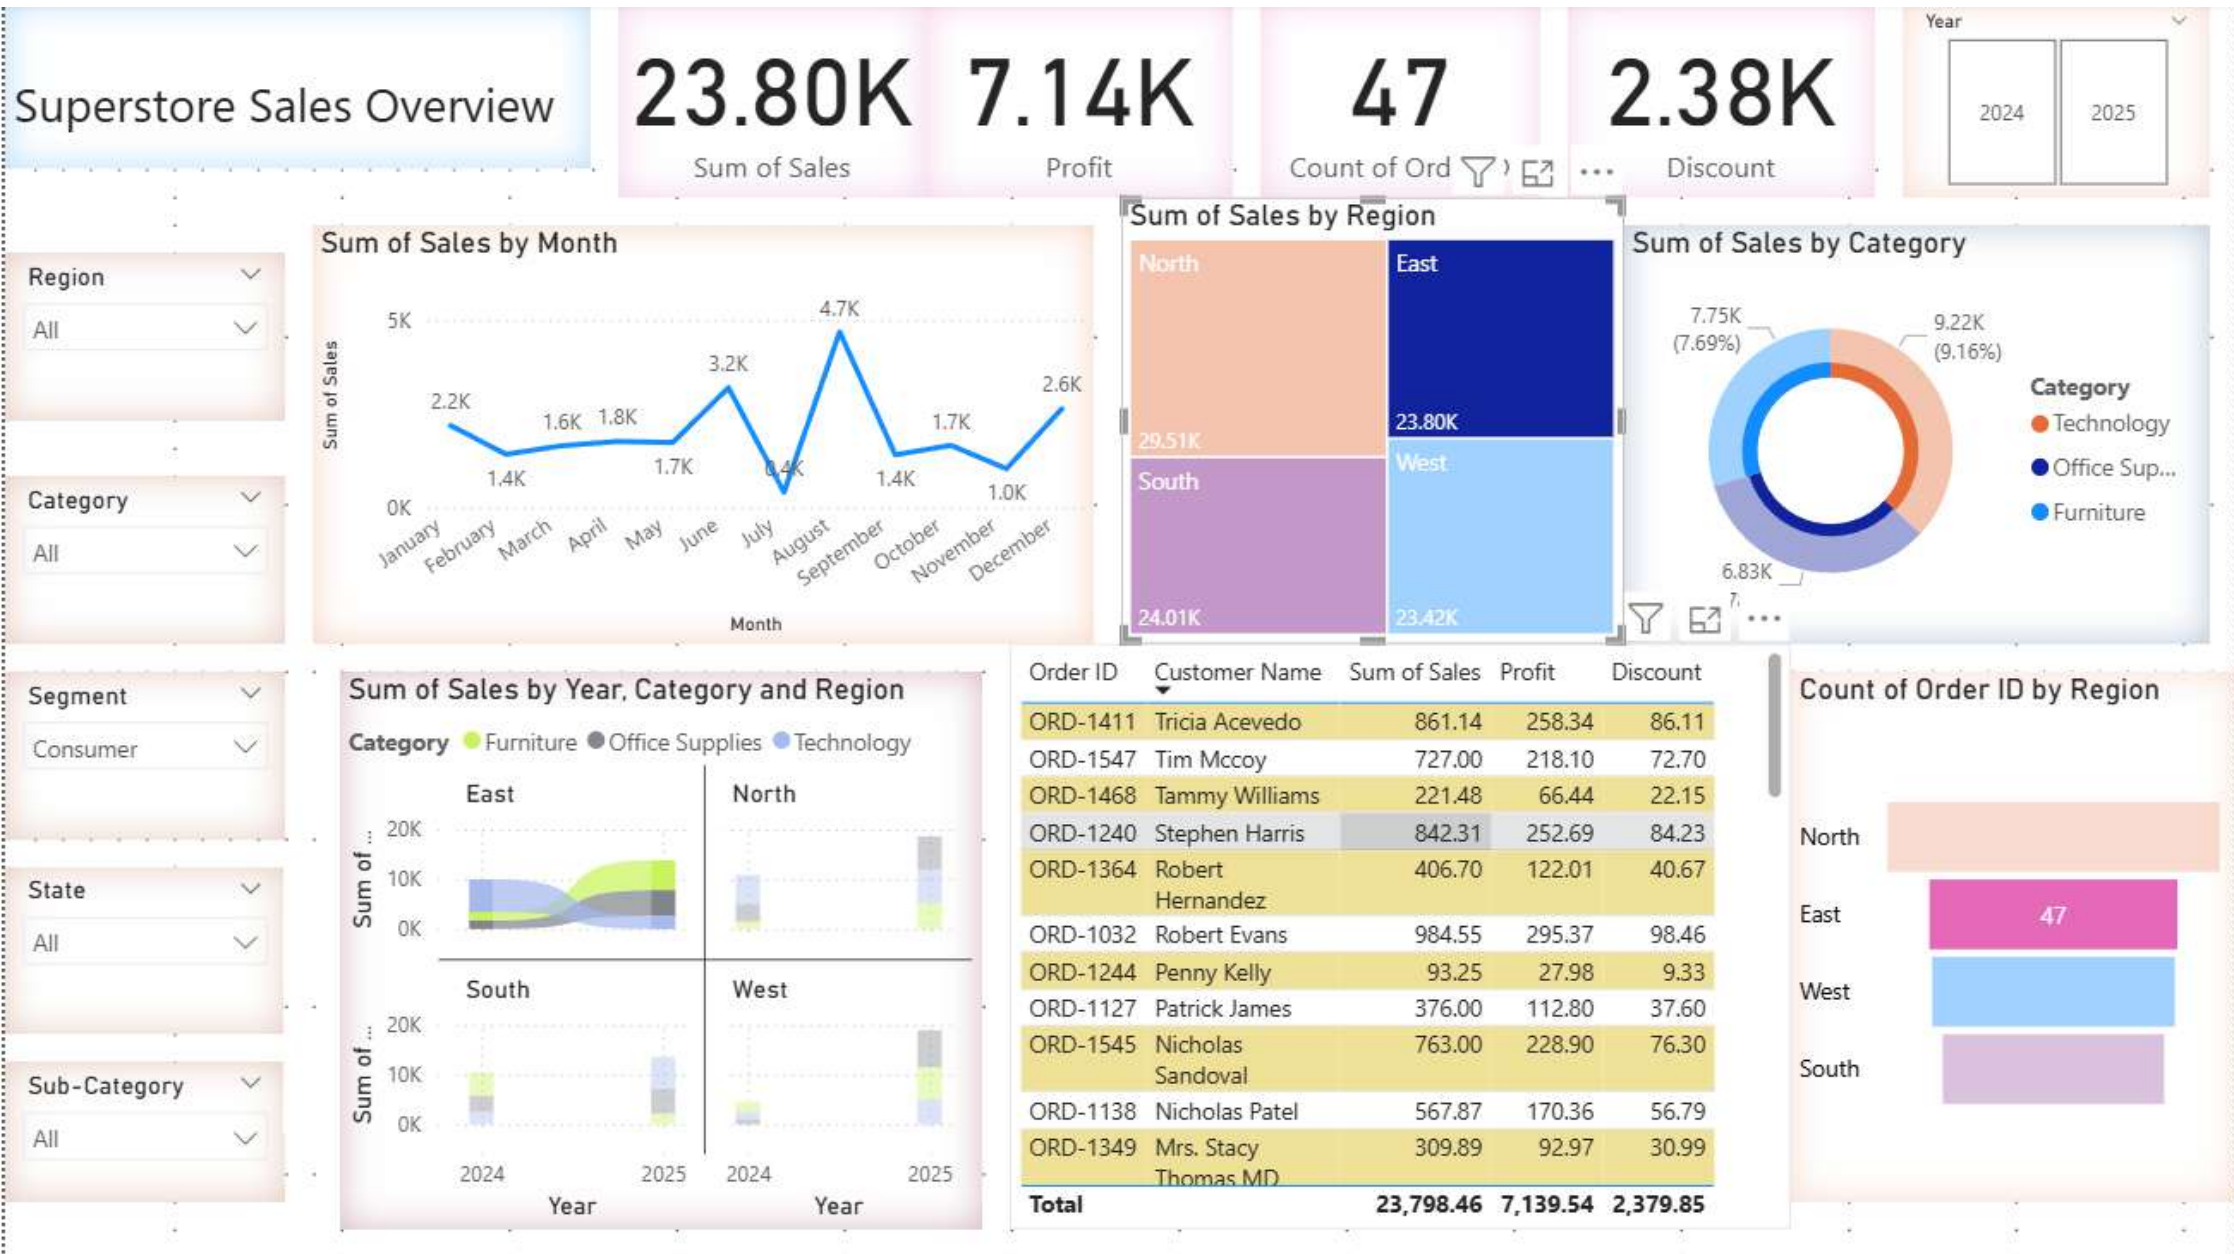 Superstore Sales Overview
23.80K
Sum of Sales
7.14K
Profit
47
Count of Ord
2.38K
Discount
Year
2024
2025
Region
All
Category
All
Segment
Consumer
State
All
Sub-Category
All
Sum of Sales by Month
Sum of Sales
5K
0K
2.2K
1.4K
1.6K
1.8K
1.7K
3.2K
0.4K
4.7K
1.4K
1.7K
1.0K
2.6K
January
February
March
April
May
June
July
August
September
October
November
December
Month
Sum of Sales by Region
North
29.51K
East
23.80K
South
24.01K
West
23.42K
Sum of Sales by Category
7.75K
(7.69%)
9.22K
(9.16%)
6.83K
Category
Technology
Office Sup...
Furniture
Sum of Sales by Year, Category and Region
Category Furniture Office Supplies Technology
East
North
Sum of ...
20K
10K
0K
South
West
Sum of ...
20K
10K
0K
2024 2025 2024 2025
Year Year
Order ID Customer Name Sum of Sales Profit Discount
ORD-1411 Tricia Acevedo 861.14 258.34 86.11
ORD-1547 Tim Mccoy 727.00 218.10 72.70
ORD-1468 Tammy Williams 221.48 66.44 22.15
ORD-1240 Stephen Harris 842.31 252.69 84.23
ORD-1364 Robert 406.70 122.01 40.67
Hernandez
ORD-1032 Robert Evans 984.55 295.37 98.46
ORD-1244 Penny Kelly 93.25 27.98 9.33
ORD-1127 Patrick James 376.00 112.80 37.60
ORD-1545 Nicholas 763.00 228.90 76.30
Sandoval
ORD-1138 Nicholas Patel 567.87 170.36 56.79
ORD-1349 Mrs. Stacy 309.89 92.97 30.99
Thomas MD
Total 23,798.46 7,139.54 2,379.85
Count of Order ID by Region
North
East
47
West
South